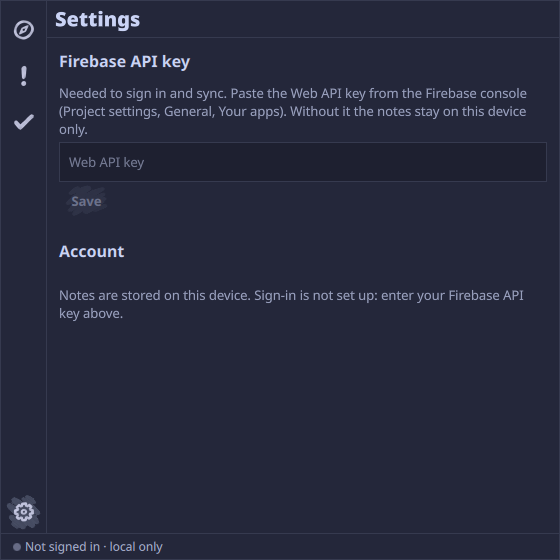 Settings
Firebase API key
Needed to sign in and sync. Paste the Web API key from the Firebase console
(Project settings, General, Your apps). Without it the notes stay on this device
only.
Web API key
Save
Account
Notes are stored on this device. Sign-in is not set up: enter your Firebase API
key above.
Not signed in · local only